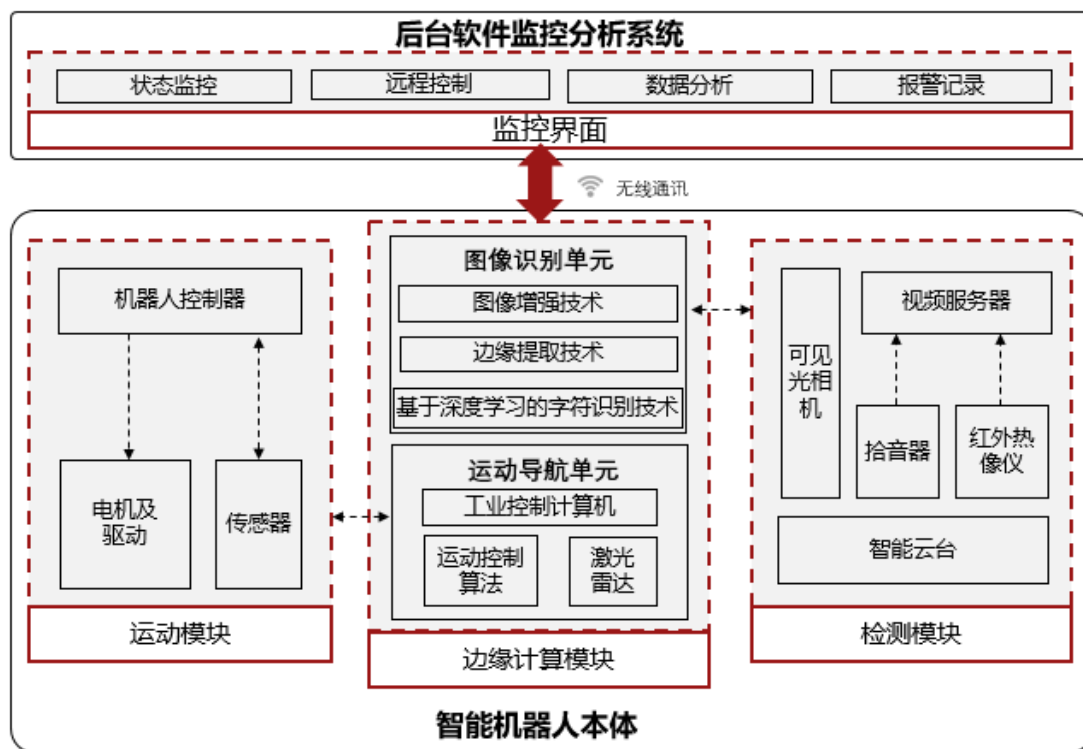 后台软件监控分析系统
状态监控
远程控制
数据分析
报警记录
监控界面
无线通讯
机器人控制器
电机及
驱动
传感器
运动模块
图像识别单元
图像增强技术
边缘提取技术
基于深度学习的字符识别技术
运动导航单元
工业控制计算机
运动控制
算法
激光
雷达
边缘计算模块
可见
光相
机
视频服务器
拾音器
红外热
像仪
智能云台
检测模块
智能机器人本体